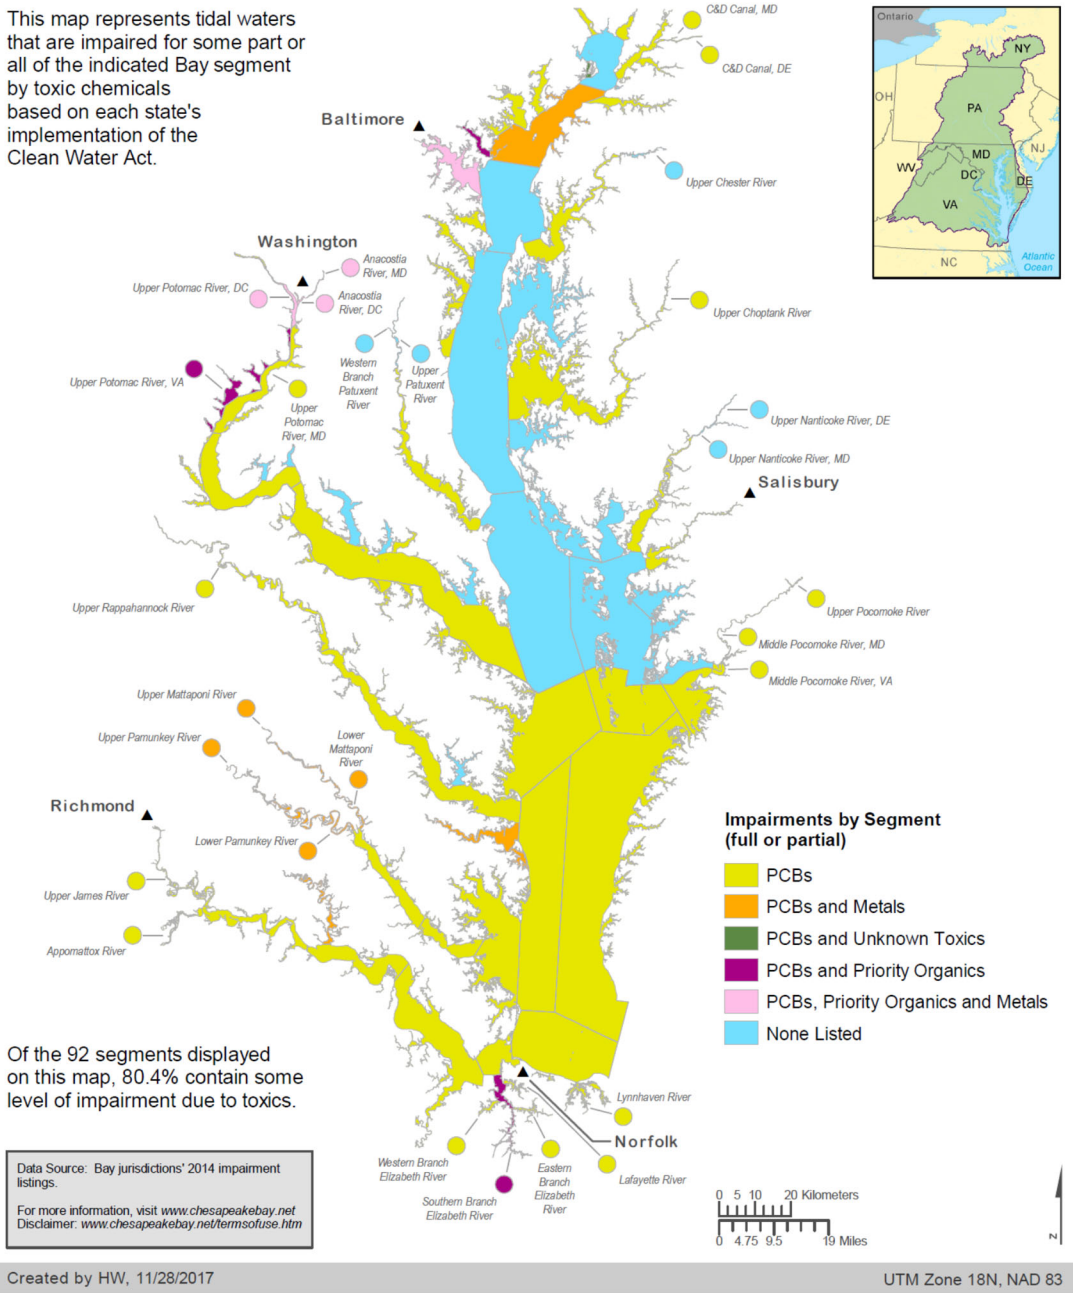 This map represents tidal waters
that are impaired for some part or
all of the indicated Bay segment
by toxic chemicals
based on each state's
implementation of the
Clean Water Act.
C&D Canal, MD
C&D Canal, DE
Ontario
NY
OH
PA
NJ
MD
WV
DC
DE
VA
NC
Atlantic
Ocean
Baltimore
Upper Chester River
Washington
Anacostia
River, MD
Upper Potomac River, DC
Anacostia
River, DC
Upper Choptank River
Western
Branch
Patuxent
River
Upper
Patuxent
River
Upper Potomac River, VA
Upper
Potomac
River, MD
Upper Nanticoke River, DE
Upper Nanticoke River, MD
Salisbury
Upper Rappahannock River
Upper Pocomoke River
Middle Pocomoke River, MD
Middle Pocomoke River, VA
Upper Mattaponi River
Upper Pamunkey River
Lower
Mattaponi
River
Richmond
Lower Pamunkey River
Upper James River
Appomattox River
Impairments by Segment
(full or partial)
PCBs
PCBs and Metals
PCBs and Unknown Toxics
PCBs and Priority Organics
PCBs, Priority Organics and Metals
None Listed
Of the 92 segments displayed
on this map, 80.4% contain some
level of impairment due to toxics.
Lynnhaven River
Norfolk
Western Branch
Elizabeth River
Southern Branch
Elizabeth River
Eastern
Branch
Elizabeth
River
Lafayette River
Data Source: Bay jurisdictions' 2014 impairment
listings.
For more information, visit www.chesapeakebay.net
Disclaimer: www.chesapeakebay.net/termsofuse.htm
0 5 10 20 Kilometers
0 4.75 9.5 19 Miles
N
Created by HW, 11/28/2017
UTM Zone 18N, NAD 83